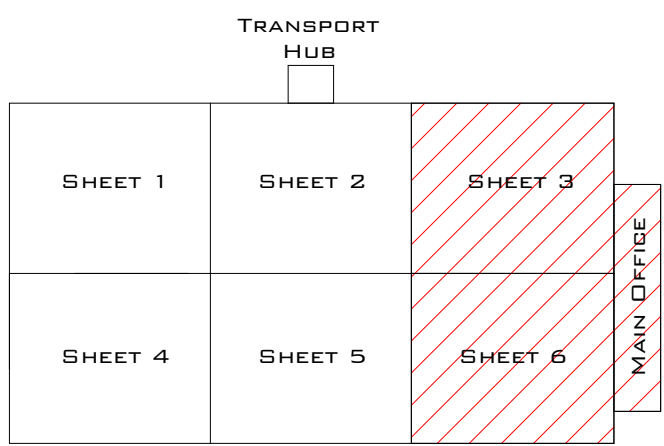 Transport
Hub
Sheet 1
Sheet 2
Sheet 3
Main Office
Sheet 4
Sheet 5
Sheet 6